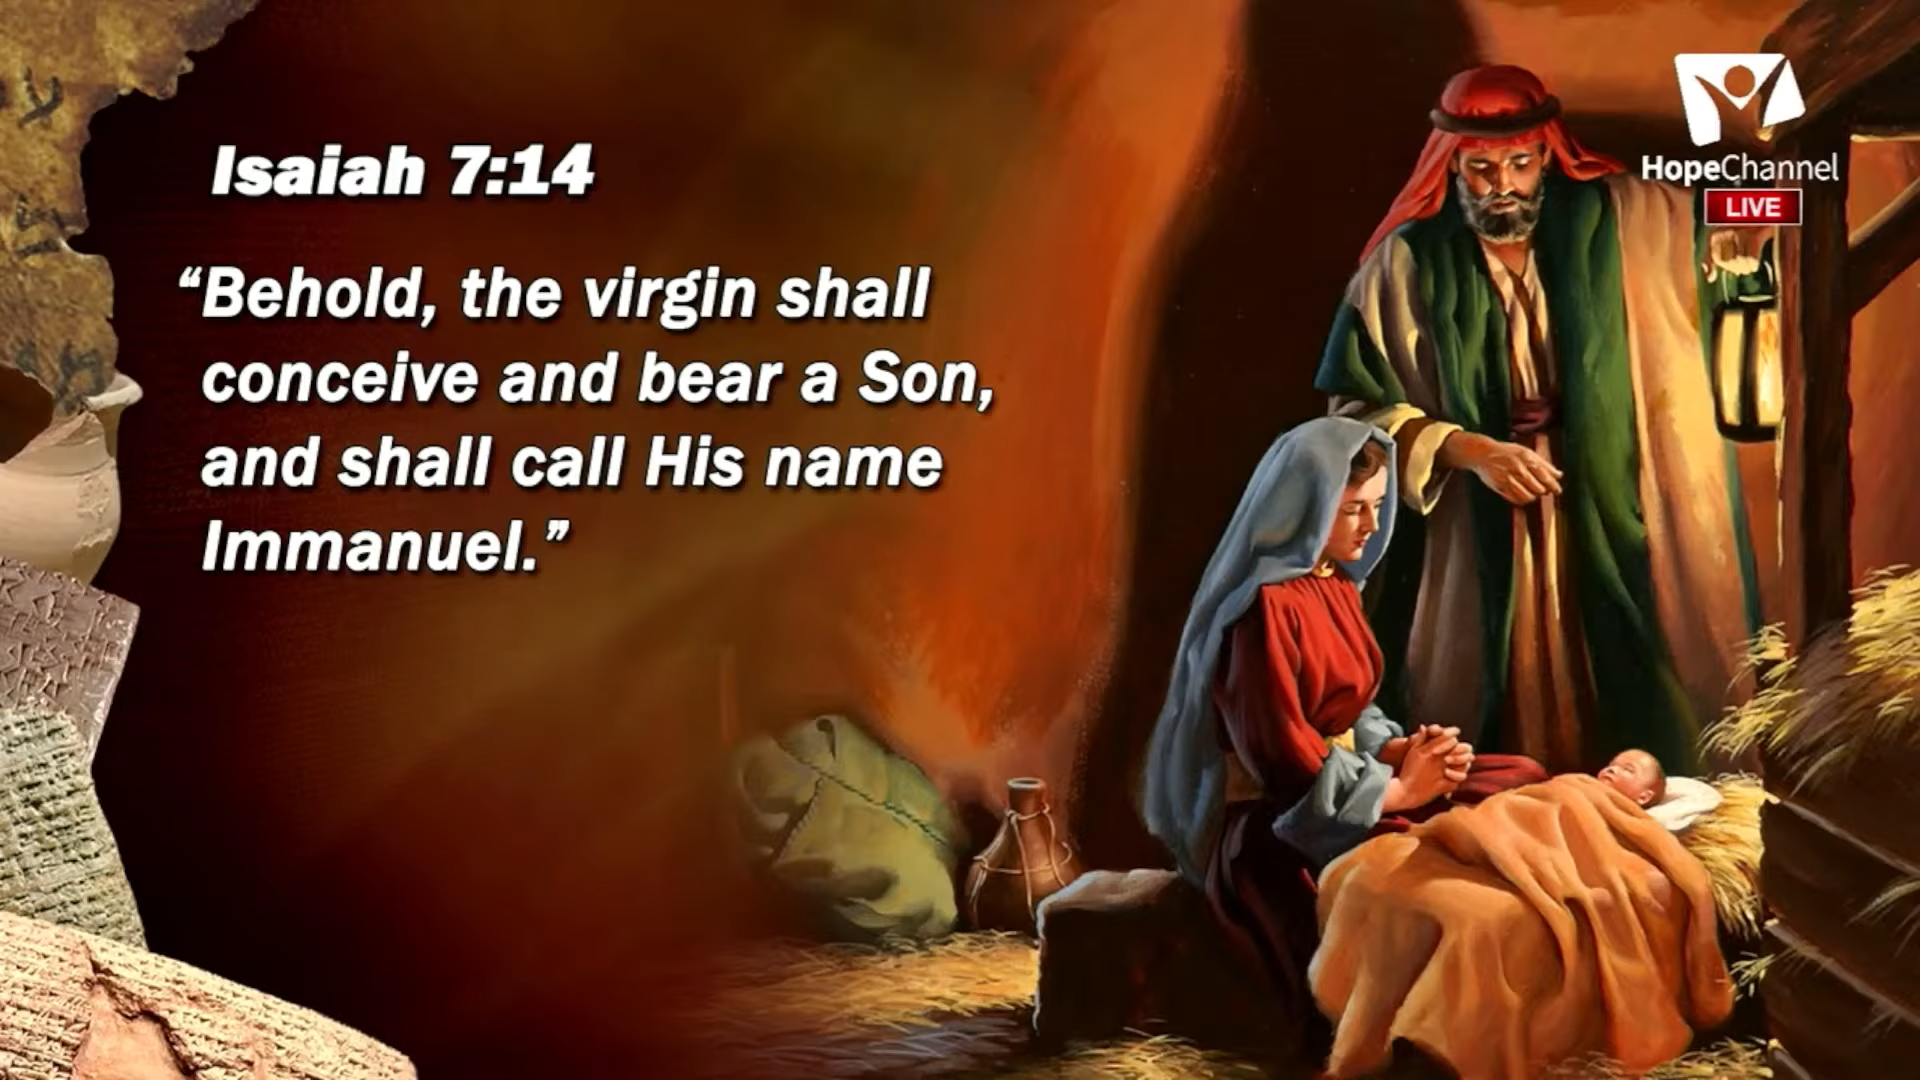 Isaiah 7:14
“Behold, the virgin shall
conceive and bear a Son,
and shall call His name
Immanuel.”
HopeChannel
LIVE